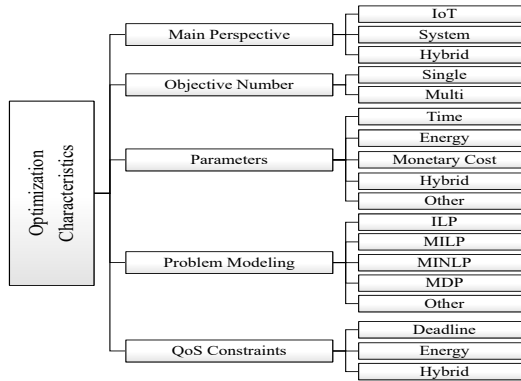 Optimization
Characteristics
Main Perspective
IoT
System
Hybrid
Objective Number
Single
Multi
Parameters
Time
Energy
Monetary Cost
Hybrid
Other
Problem Modeling
ILP
MILP
MINLP
MDP
Other
QoS Constraints
Deadline
Energy
Hybrid